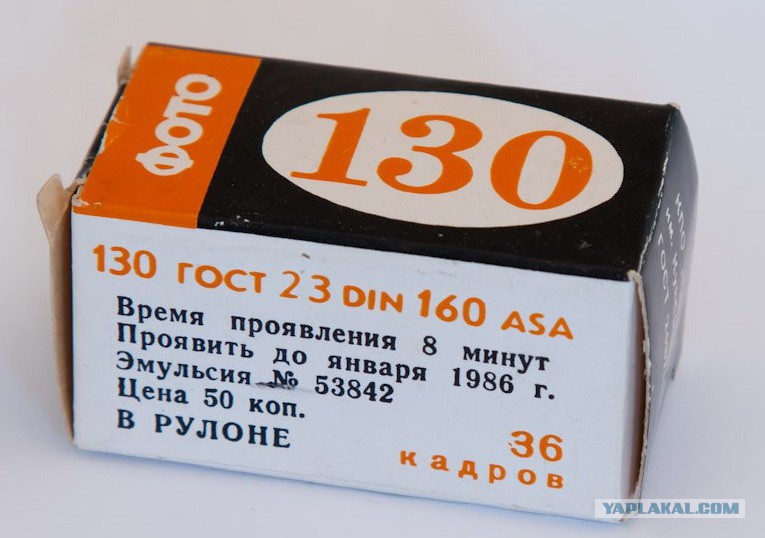 ФОТО
130
130 ГОСТ 23 DIN 160 ASA
Время проявления 8 минут
Проявить до января 1986 г.
Эмульсия № 53842
Цена 50 коп.
В РУЛОНЕ
36
кадров
ГОСТ
YAPLAKAL.COM